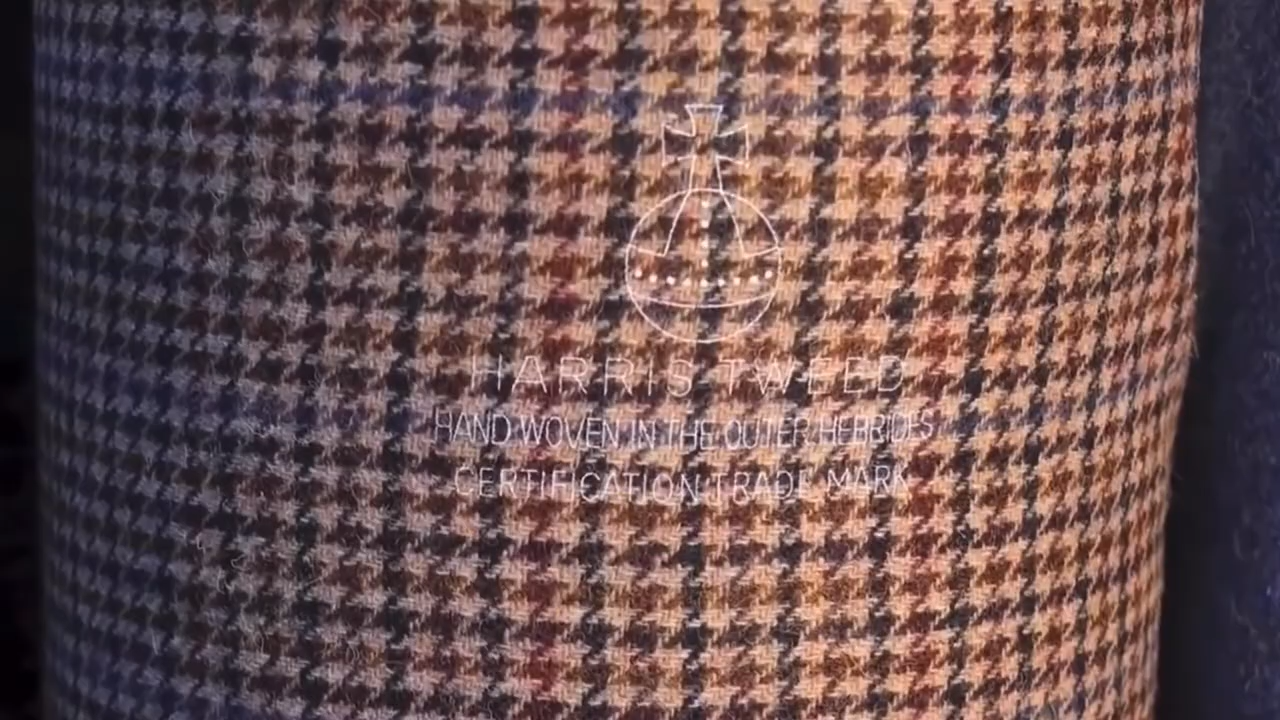 HARRIS TWEED
HAND WOVEN IN THE OUTER HEBRIDES
CERTIFICATION TRADE MARK